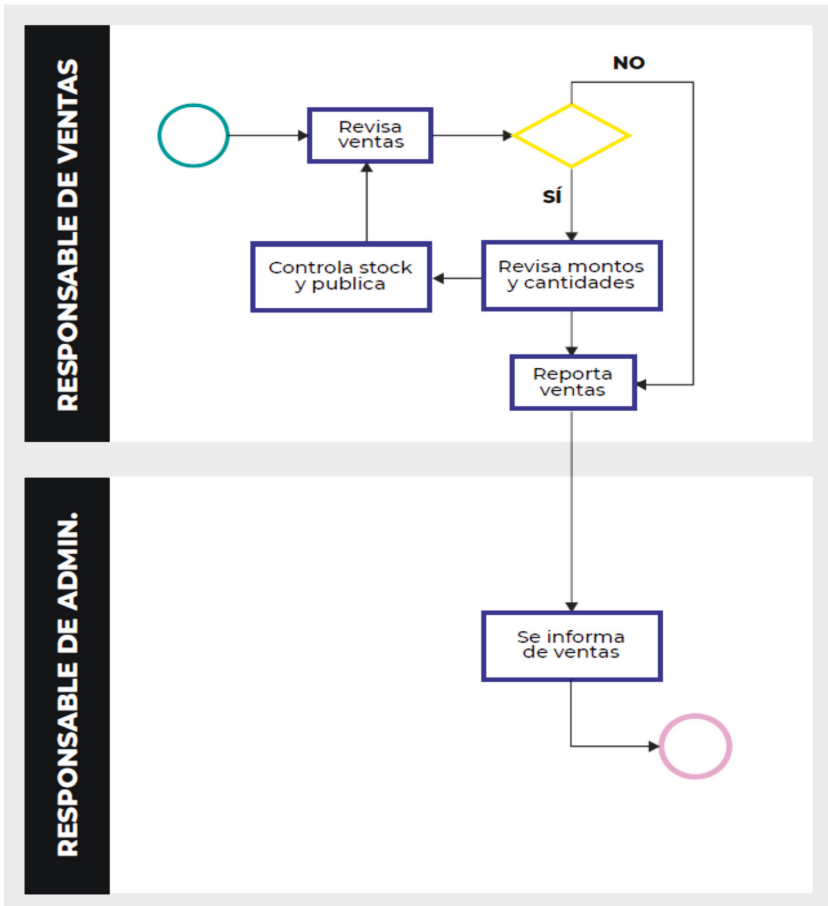 RESPONSABLE DE VENTAS
NO
Revisa
ventas
SÍ
Controla stock
y publica
Revisa montos
y cantidades
Reporta
ventas
RESPONSABLE DE ADMIN.
Se informa
de ventas